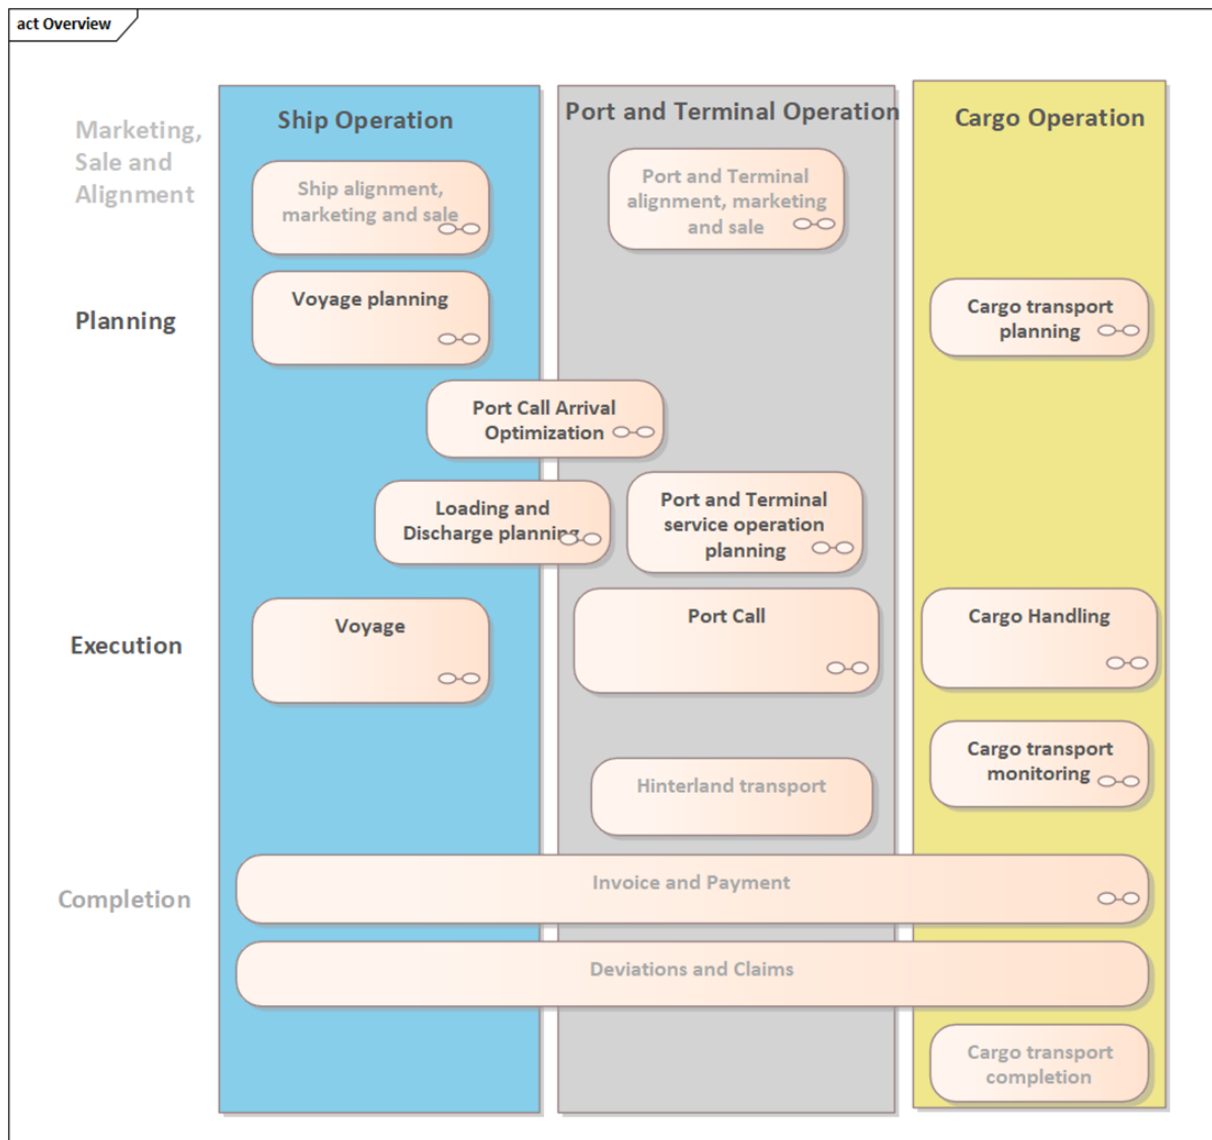 act Overview
Ship Operation
Port and Terminal Operation
Cargo Operation
Marketing,
Sale and
Alignment
Ship alignment,
marketing and sale
Port and Terminal
alignment, marketing
and sale
Planning
Voyage planning
Cargo transport
planning
Port Call Arrival
Optimization
Loading and
Discharge planning
Port and Terminal
service operation
planning
Execution
Voyage
Port Call
Cargo Handling
Cargo transport
monitoring
Hinterland transport
Completion
Invoice and Payment
Deviations and Claims
Cargo transport
completion